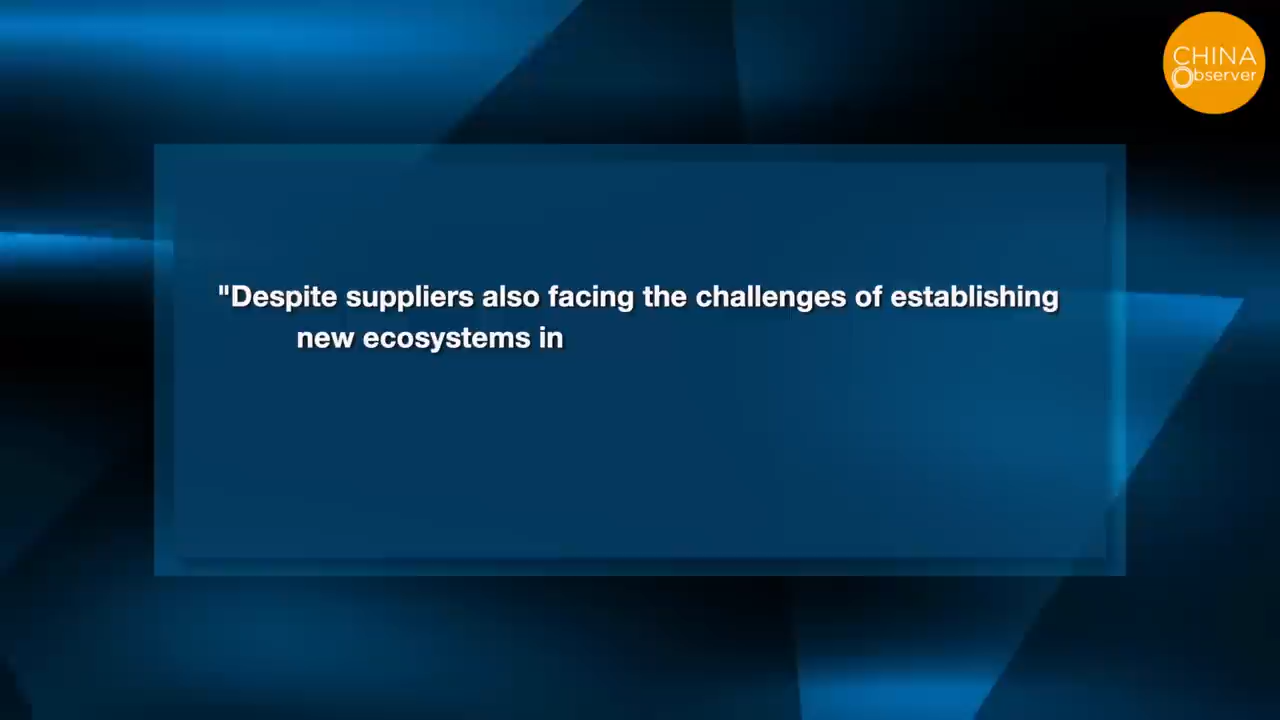 CHINA
Observer
"Despite suppliers also facing the challenges of establishing
new ecosystems in